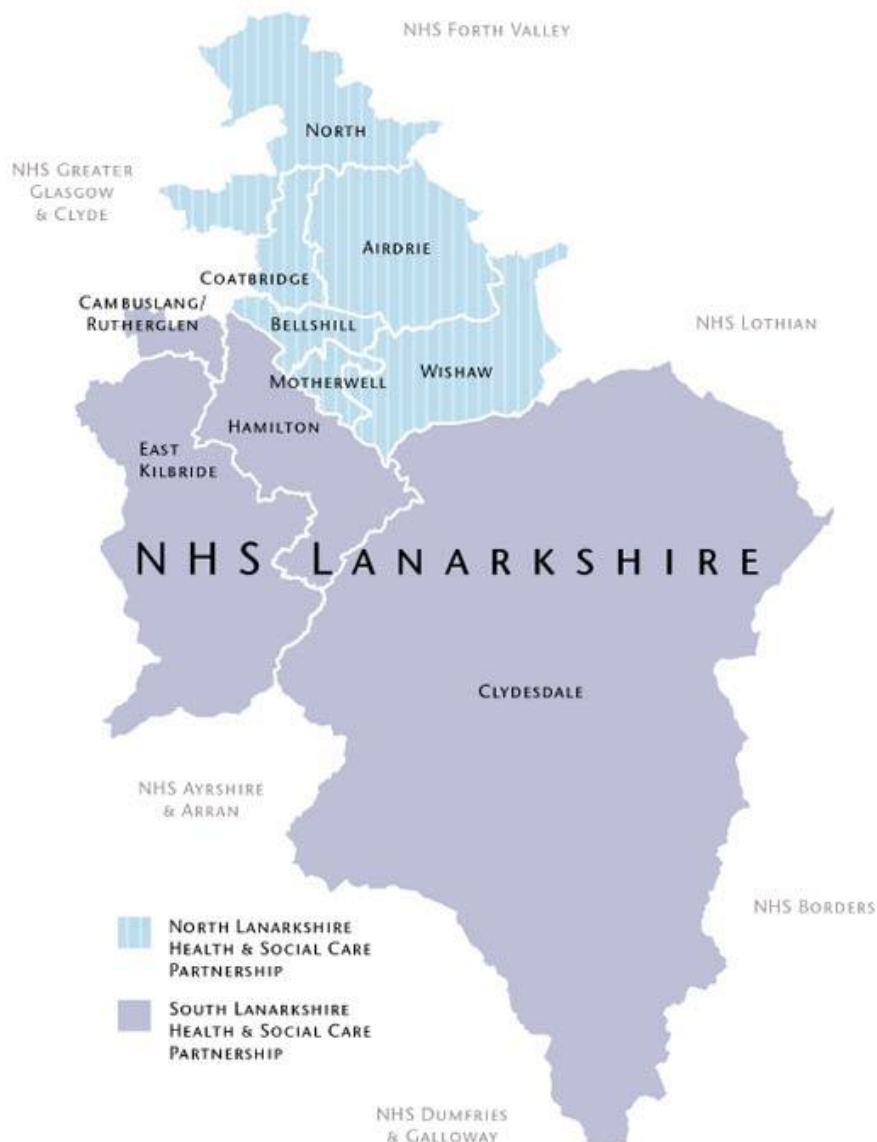 NHS Forth Valley
North
NHS Greater
Glasgow
& Clyde
Airdrie
Coatbridge
Cambuslang/
Rutherglen
Bellshill
NHS Lothian
Motherwell
Wishaw
Hamilton
East
Kilbride
NHS Lanarkshire
Clydesdale
NHS Ayrshire
& Arran
NHS Borders
North Lanarkshire
Health & Social Care
Partnership
South Lanarkshire
Health & Social Care
Partnership
NHS Dumfries
& Galloway